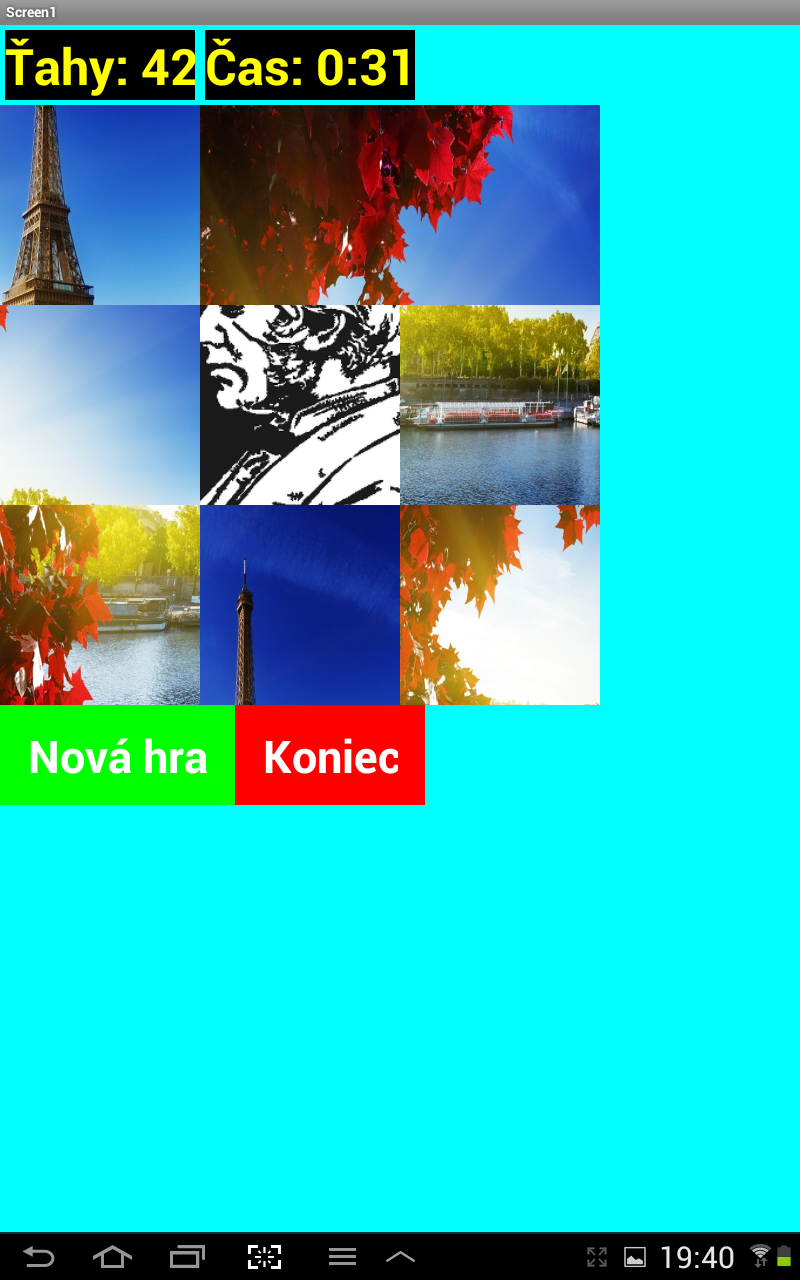 Screen1
Ťahy: 42
Čas: 0:31
Nová hra
Koniec
19:40